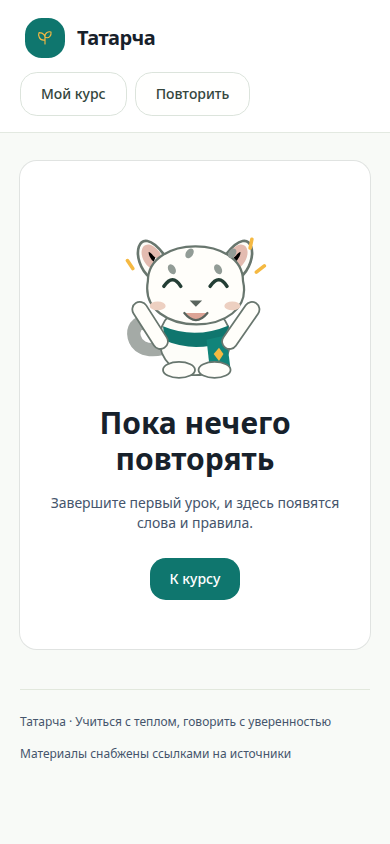 Татарча
Мой курс
Повторить
Пока нечего
повторять
Завершите первый урок, и здесь появятся
слова и правила.
К курсу
Татарча · Учиться с теплом, говорить с уверенностью
Материалы снабжены ссылками на источники